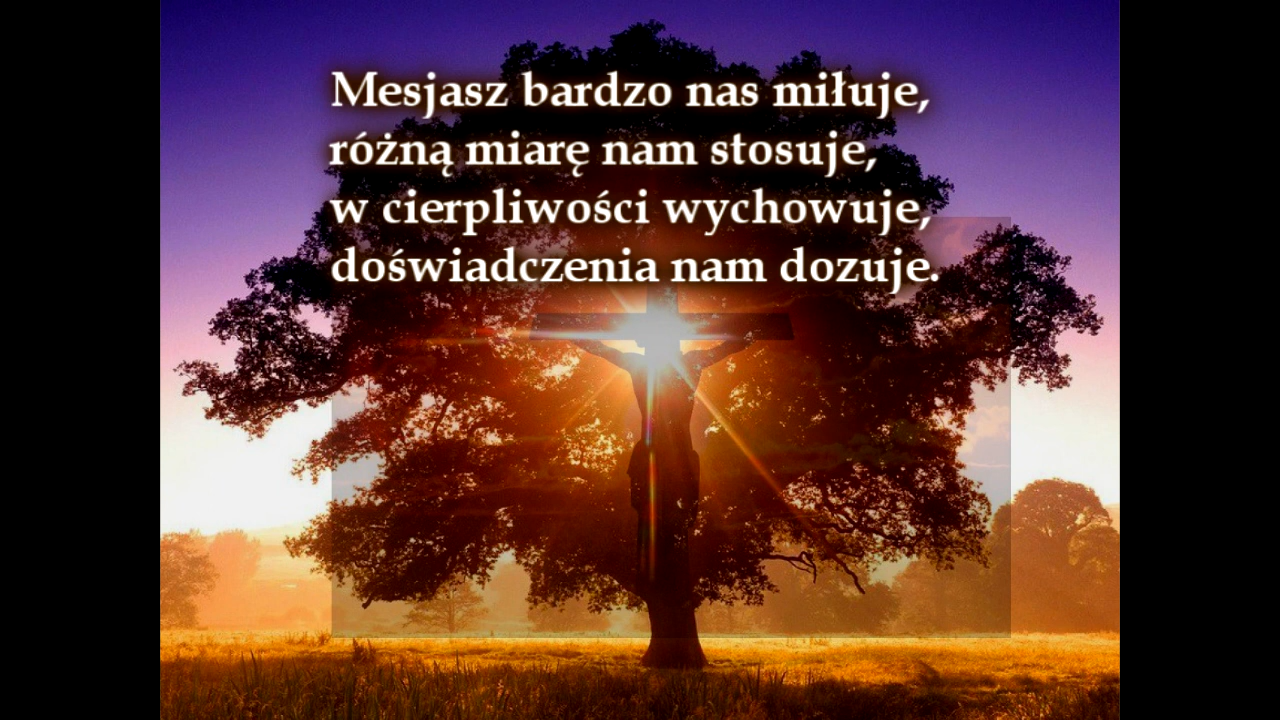 Mesjasz bardzo nas miłuje,
różną miarę nam stosuje,
w cierpliwości wychowuje,
doświadczenia nam dozuje.